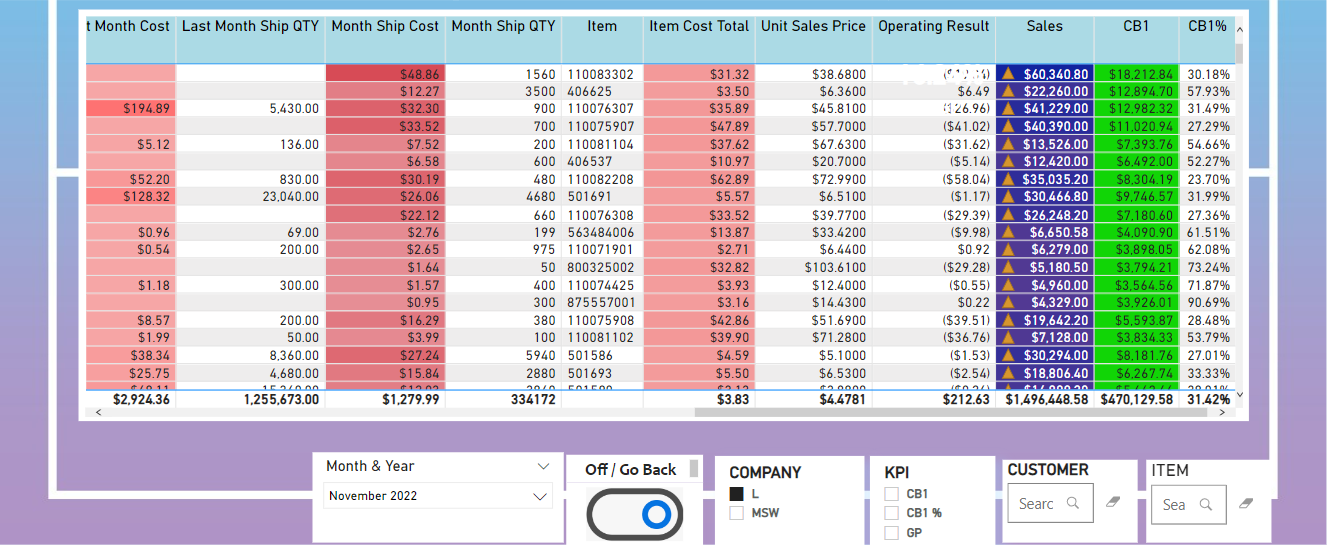 t Month Cost Last Month Ship QTY Month Ship Cost Month Ship QTY Item Item Cost Total Unit Sales Price Operating Result Sales CB1 CB1%
$48.86 1560 110083302 $31.32 $38.6800 $60,340.80 $18,212.84 30.18%
$12.27 3500 406625 $3.50 $6.3600 $6.49 $22,260.00 $12,894.70 57.93%
$194.89 5,430.00 $32.30 900 110076307 $35.89 $45.8100 $41,229.00 $12,982.32 31.49%
$33.52 700 110075907 $47.89 $57.7000 ($41.02) $40,390.00 $11,020.94 27.29%
$5.12 136.00 $7.52 200 110081104 $37.62 $67.6300 ($31.62) $13,526.00 $7,393.76 54.66%
$6.58 600 406537 $10.97 $20.7000 ($5.14) $12,420.00 $6,492.00 52.27%
$52.20 830.00 $30.19 480 110082208 $62.89 $72.9900 ($58.04) $35,035.20 $8,304.19 23.70%
$128.32 23,040.00 $26.06 4680 501691 $5.57 $6.5100 ($1.17) $30,466.80 $9,746.57 31.99%
$22.12 660 110076308 $33.52 $39.7700 ($29.39) $26,248.20 $7,180.60 27.36%
$0.96 69.00 $2.76 199 563484006 $13.87 $33.4200 ($9.98) $6,650.58 $4,090.90 61.51%
$0.54 200.00 $2.65 975 110071901 $2.71 $6.4400 $0.92 $6,279.00 $3,898.05 62.08%
$1.64 50 800325002 $32.82 $103.6100 ($29.28) $5,180.50 $3,794.21 73.24%
$1.18 300.00 $1.57 400 110074425 $3.93 $12.4000 ($0.55) $4,960.00 $3,564.56 71.87%
$0.95 300 875557001 $3.16 $14.4300 $0.22 $4,329.00 $3,926.01 90.69%
$8.57 200.00 $16.29 380 110075908 $42.86 $51.6900 ($39.51) $19,642.20 $5,593.87 28.48%
$1.99 50.00 $3.99 100 110081102 $39.90 $71.2800 ($36.76) $7,128.00 $3,834.33 53.79%
$38.34 8,360.00 $27.24 5940 501586 $4.59 $5.1000 ($1.53) $30,294.00 $8,181.76 27.01%
$25.75 4,680.00 $15.84 2880 501693 $5.50 $6.5300 ($2.54) $18,806.40 $6,267.74 33.33%
$2,924.36 1,255,673.00 $1,279.99 334172 $3.83 $4.4781 $212.63 $1,496,448.58 $470,129.58 31.42%
Month & Year
November 2022
Off / Go Back
COMPANY
L
MSW
KPI
CB1
CB1 %
GP
CUSTOMER
Searc
ITEM
Sea